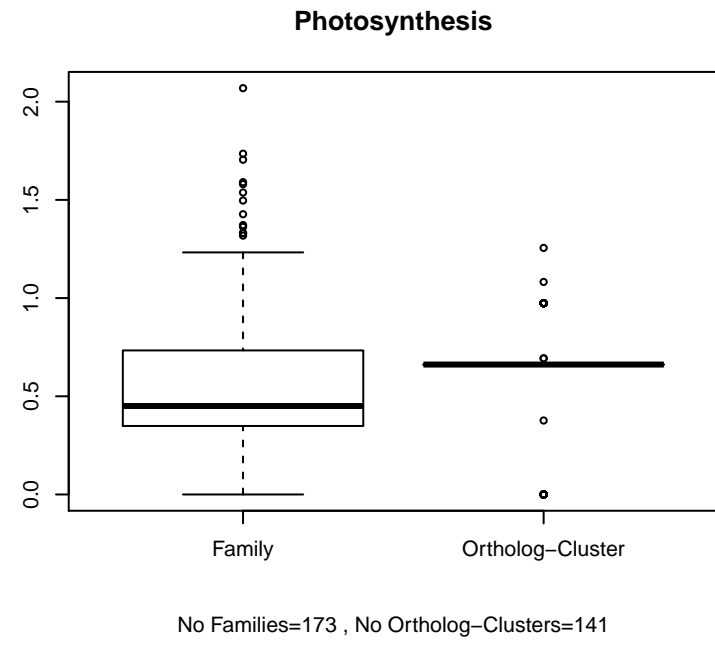 Photosynthesis
2.0
1.5
1.0
0.5
0.0
Family
Ortholog−Cluster
No Families=173 , No Ortholog−Clusters=141